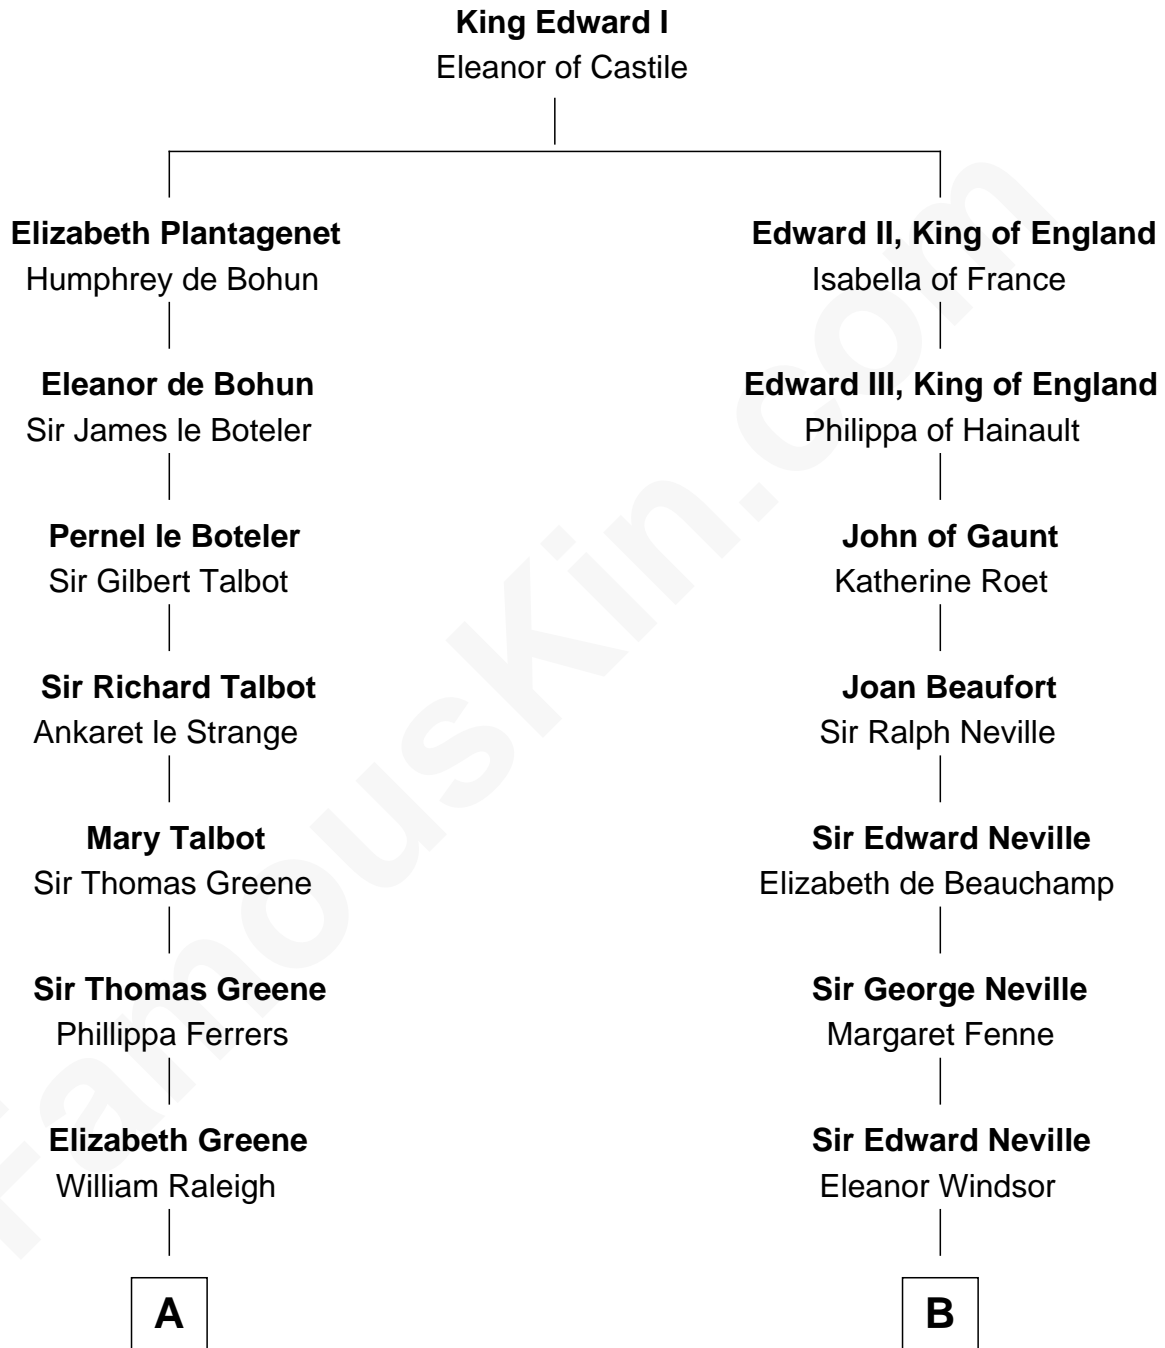 King Edward I
Eleanor of Castile
Elizabeth Plantagenet
Humphrey de Bohun
Edward II, King of England
Isabella of France
Eleanor de Bohun
Sir James le Boteler
Edward III, King of England
Philippa of Hainault
Pernel le Boteler
Sir Gilbert Talbot
John of Gaunt
Katherine Roet
Sir Richard Talbot
Ankaret le Strange
Joan Beaufort
Sir Ralph Neville
Mary Talbot
Sir Thomas Greene
Sir Edward Neville
Elizabeth de Beauchamp
Sir Thomas Greene
Phillippa Ferrers
Sir George Neville
Margaret Fenne
Elizabeth Greene
William Raleigh
Sir Edward Neville
Eleanor Windsor
A
B
FamousKin.com